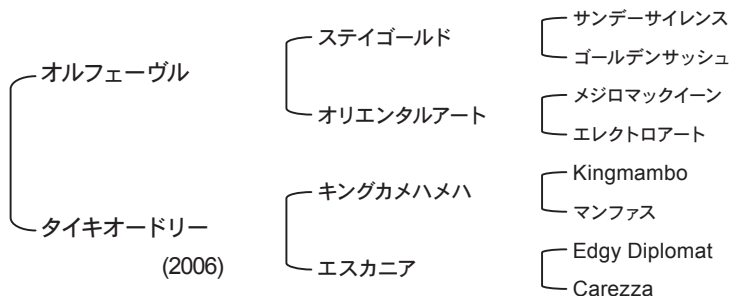 オルフェーヴル
タイキオードリー
(2006)
ステイゴールド
オリエンタルアート
キングカメハメハ
エスカニア
サンデーサイレンス
ゴールデンサッシュ
メジロマックイーン
エレクトロアート
Kingmambo
マンファス
Edgy Diplomat
Carezza